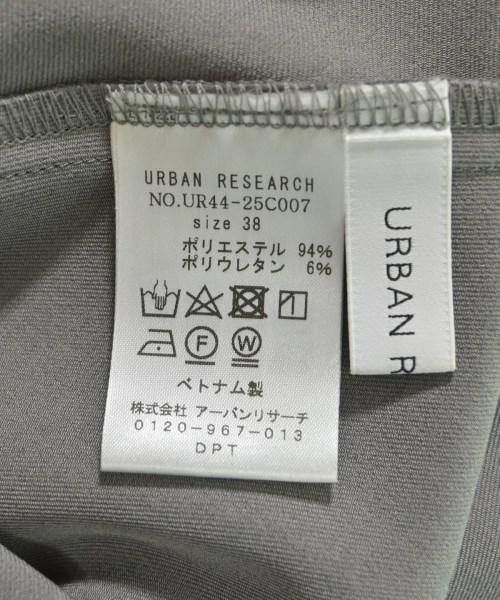 URBAN RESEARCH
NO.UR44-25C007
size 38
ポリエステル 94%
ポリウレタン 6%
F W
ベトナム製
株式会社 アーバンリサーチ
0120-967-013
DPT
URBAN R